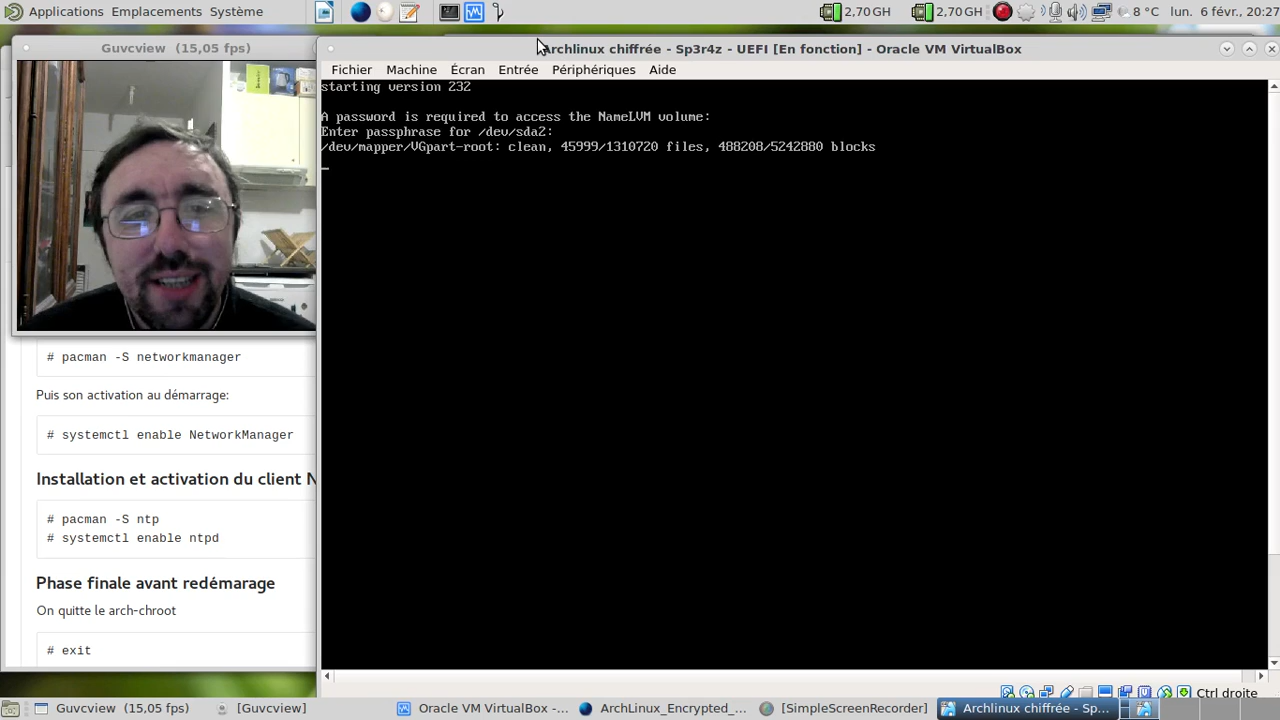 Applications Emplacements Système
2,70GH 2,70GH 8 °C lun. 6 févr., 20:27
Guvcview (15,05 fps)
Archlinux chiffrée - Sp3r4z - UEFI [En fonction] - Oracle VM VirtualBox
Fichier Machine Écran Entrée Périphériques Aide
starting version 232
A password is required to access the NameLVM volume:
Enter passphrase for /dev/sda2:
/dev/mapper/VGpart-root: clean, 45999/1310720 files, 488208/5242880 blocks
# pacman -S networkmanager
Puis son activation au démarrage:
# systemctl enable NetworkManager
Installation et activation du client N
# pacman -S ntp
# systemctl enable ntpd
Phase finale avant redémarage
On quitte le arch-chroot
# exit
Ctrl droite
Guvcview (15,05 fps) [Guvcview] Oracle VM VirtualBox -... ArchLinux_Encrypted_... [SimpleScreenRecorder] Archlinux chiffrée - Sp...